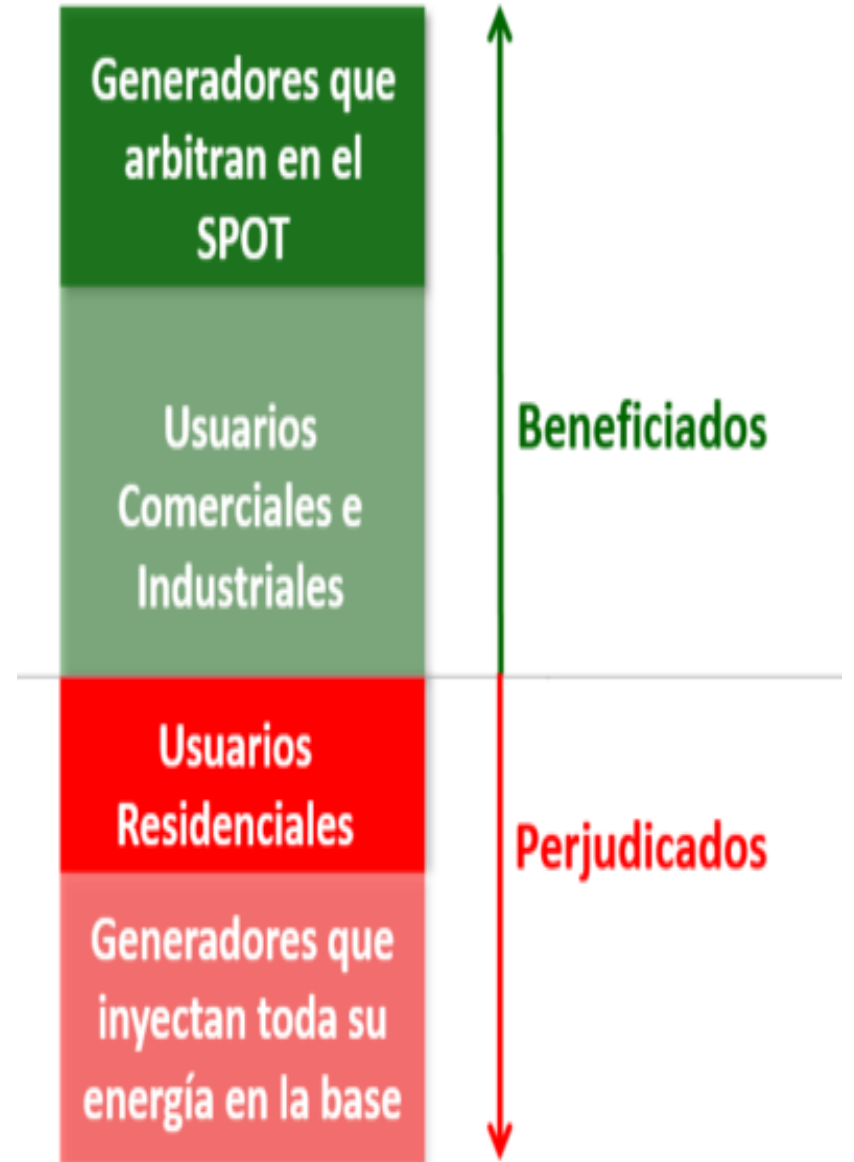 Generadores que
arbitran en el
SPOT
Usuarios
Comerciales e
Industriales
Beneficiados
Usuarios
Residenciales
Perjudicados
Generadores que
inyectan toda su
energía en la base